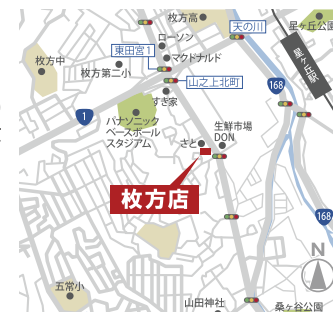 枚方高
天の川
星ヶ丘公園
ローソン
東田宮1
マクドナルド
枚方中
枚方第二小
星ヶ丘駅
山之上北町
168
すき家
1
パナソニック
ベースボール
スタジアム
生鮮市場
DON
さと
枚方店
168
N
五常小
山田神社
桑ヶ谷公園